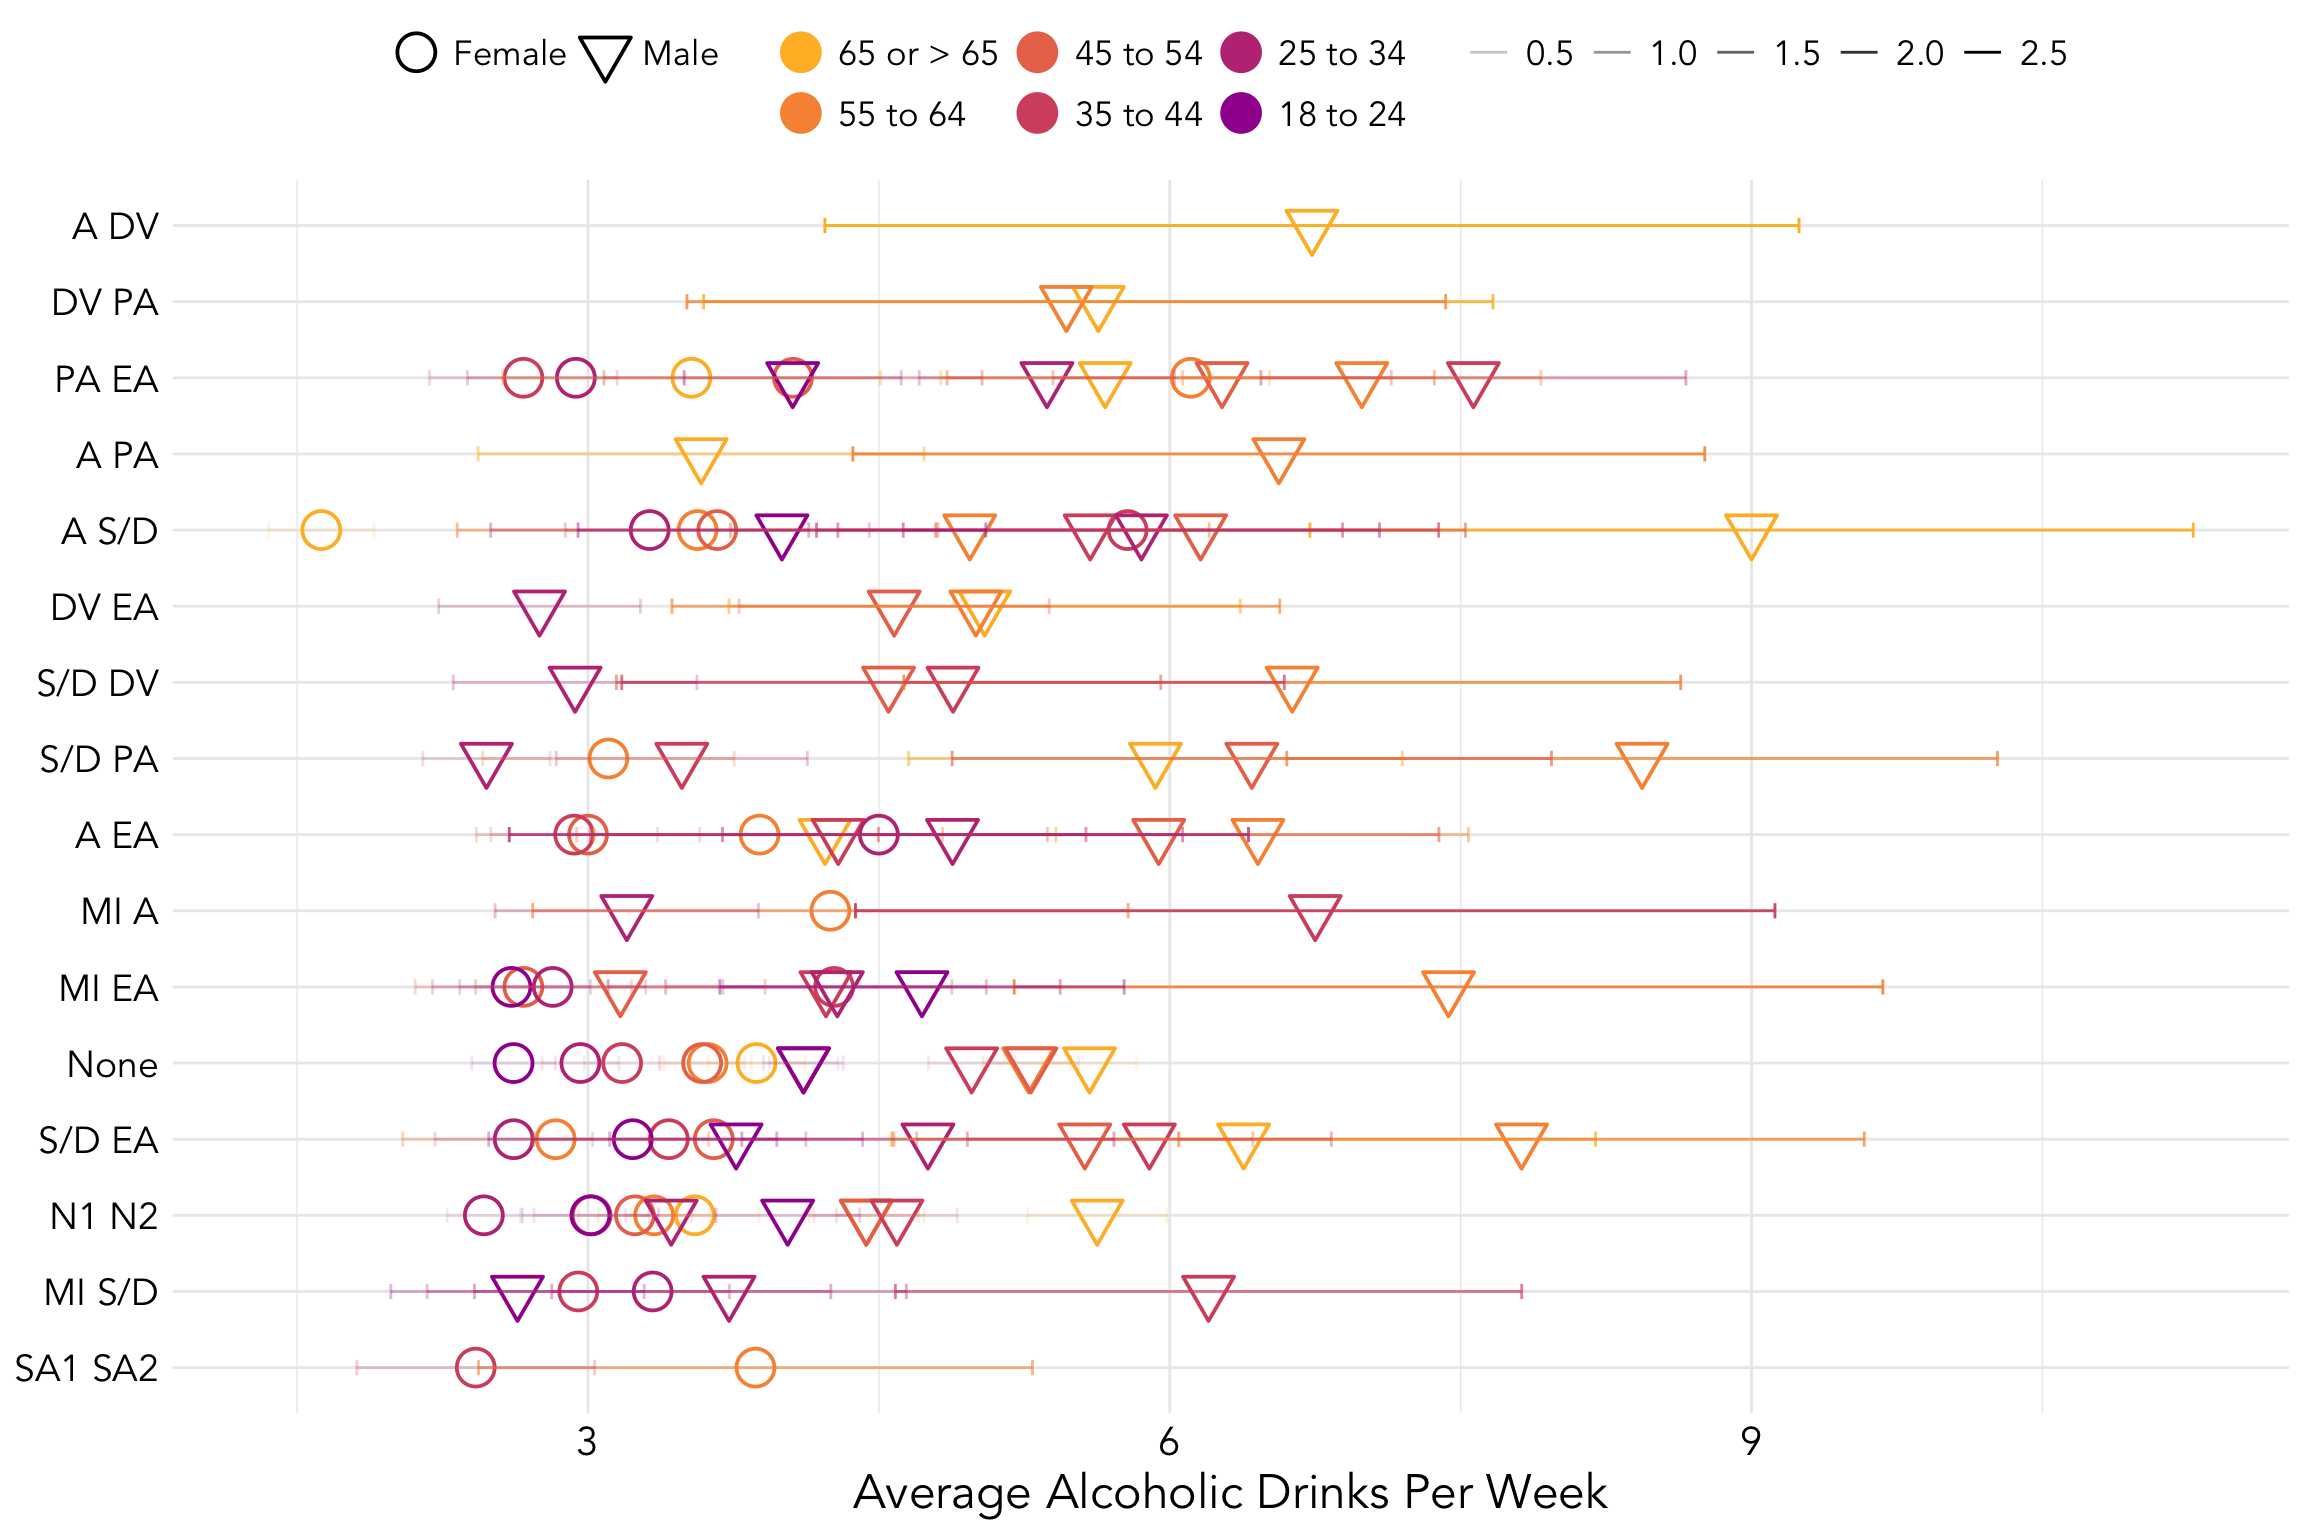 Female Male 65 or > 65 45 to 54 25 to 34 0.5 1.0 1.5 2.0 2.5
55 to 64 35 to 44 18 to 24
A DV
DV PA
PA EA
A PA
A S/D
DV EA
S/D DV
S/D PA
A EA
MI A
MI EA
None
S/D EA
N1 N2
MI S/D
SA1 SA2
3 6 9
Average Alcoholic Drinks Per Week